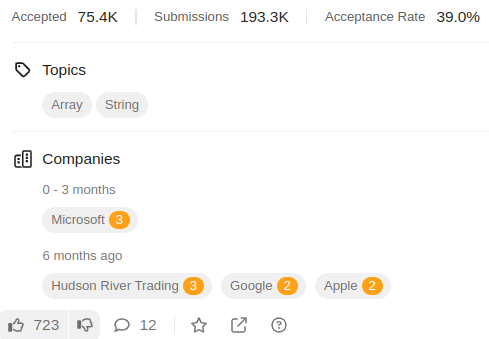 Accepted 75.4K Submissions 193.3K Acceptance Rate 39.0%
Topics
Array String
Companies
0 - 3 months
Microsoft 3
6 months ago
Hudson River Trading 3 Google 2 Apple 2
723 12